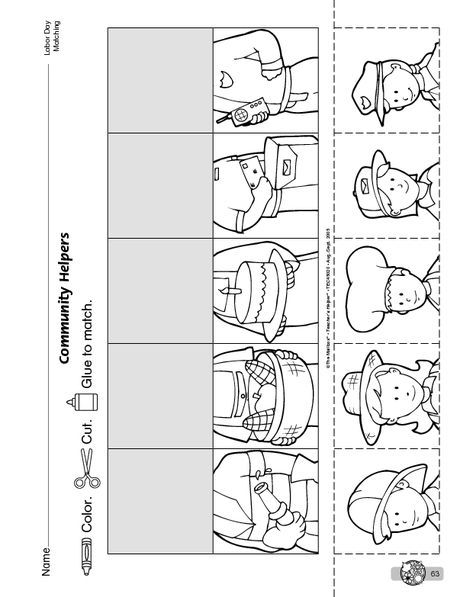 Name
Labor Day
Matching
Community Helpers
Color. Cut. Glue to match.
63